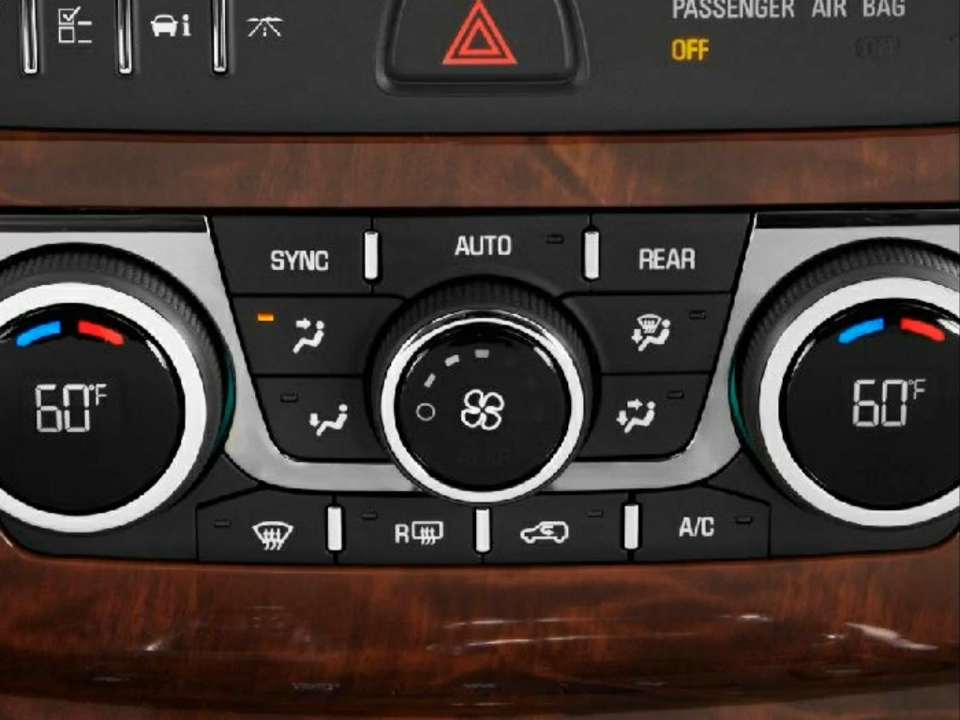 PASSENGER AIR BAG
OFF
SYNC AUTO REAR
60°F
60°F
R
A/C